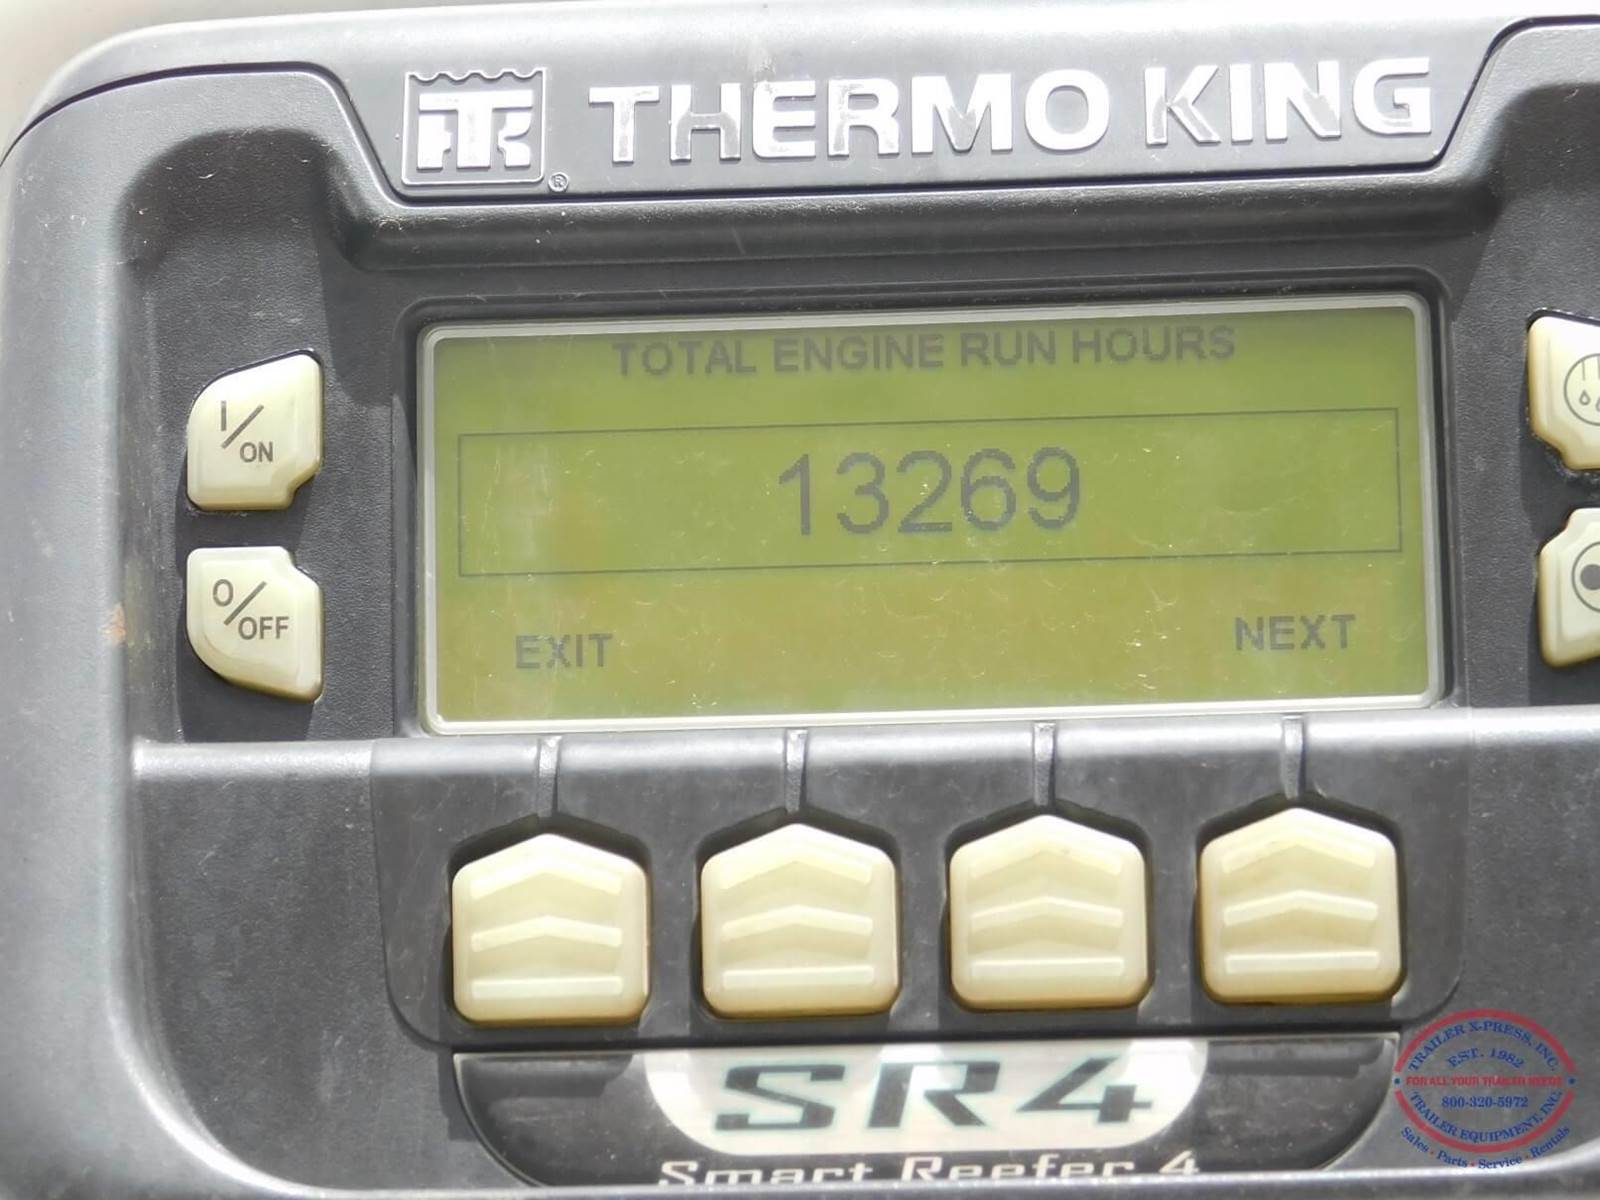 TK
®
THERMO KING
TOTAL ENGINE RUN HOURS
13269
EXIT
NEXT
I/ON
O/OFF
SR4
Smart Reefer 4
TRAILER X-PRESS, INC.
EST. 1982
FOR ALL YOUR TRAILER NEEDS
800-320-5972
TRAILER EQUIPMENT, INC.
Sales - Parts - Service - Rentals